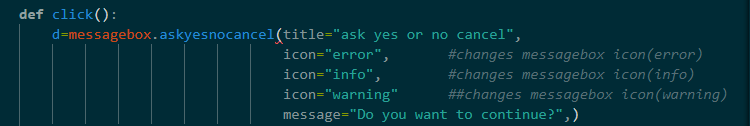 def click():
d=messagebox.askyesnocancel(title="ask yes or no cancel",
icon="error", #changes messagebox icon(error)
icon="info", #changes messagebox icon(info)
icon="warning" ##changes messagebox icon(warning)
message="Do you want to continue?",)